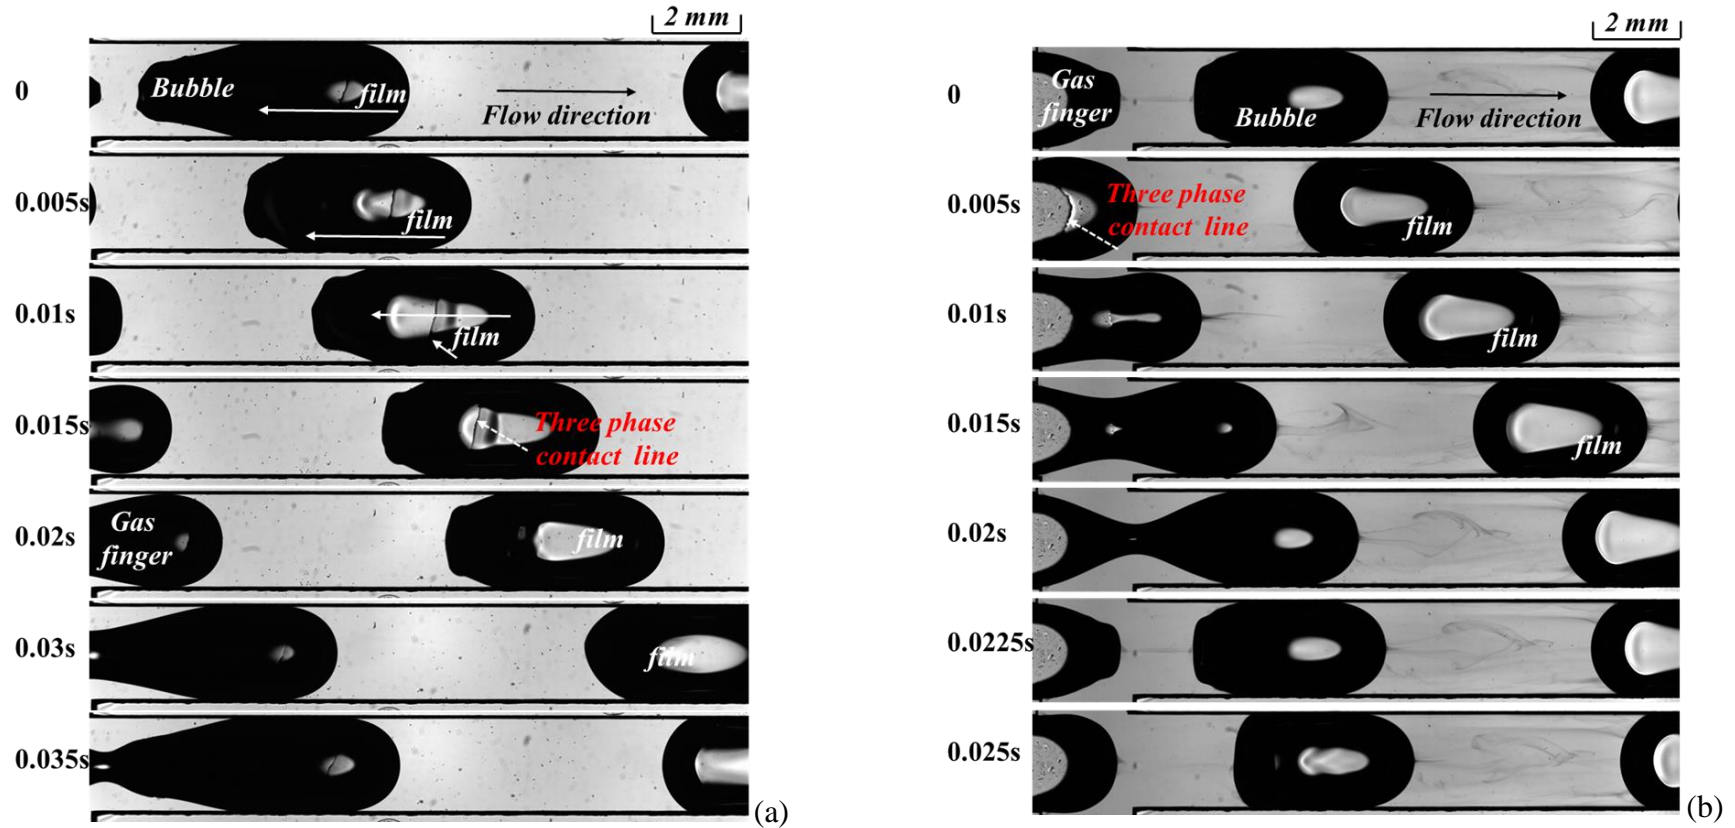 2 mm
0
Bubble
film
Flow direction
0.005s
film
0.01s
film
0.015s
Three phase
contact line
0.02s
Gas
finger
film
0.03s
film
0.035s
(a)
2 mm
0
Gas
finger
Bubble
Flow direction
0.005s
Three phase
contact line
film
0.01s
film
0.015s
film
0.02s
0.0225s
0.025s
(b)